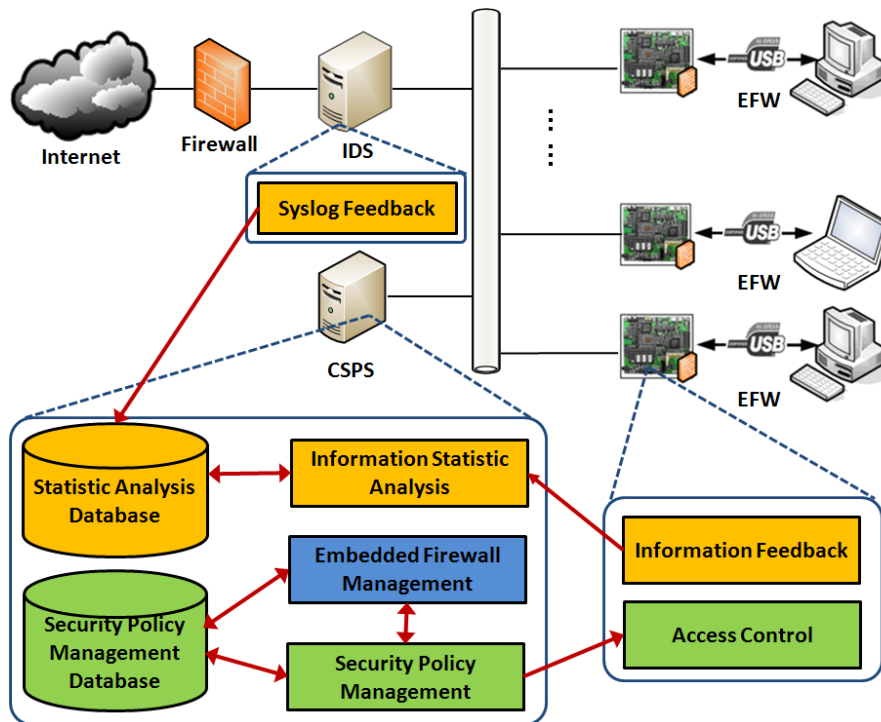 Internet
Firewall
IDS
USB
EFW
Syslog Feedback
USB
EFW
CSPS
USB
EFW
Statistic Analysis
Database
Information Statistic
Analysis
Information Feedback
Embedded Firewall
Management
Security Policy
Management
Database
Access Control
Security Policy
Management